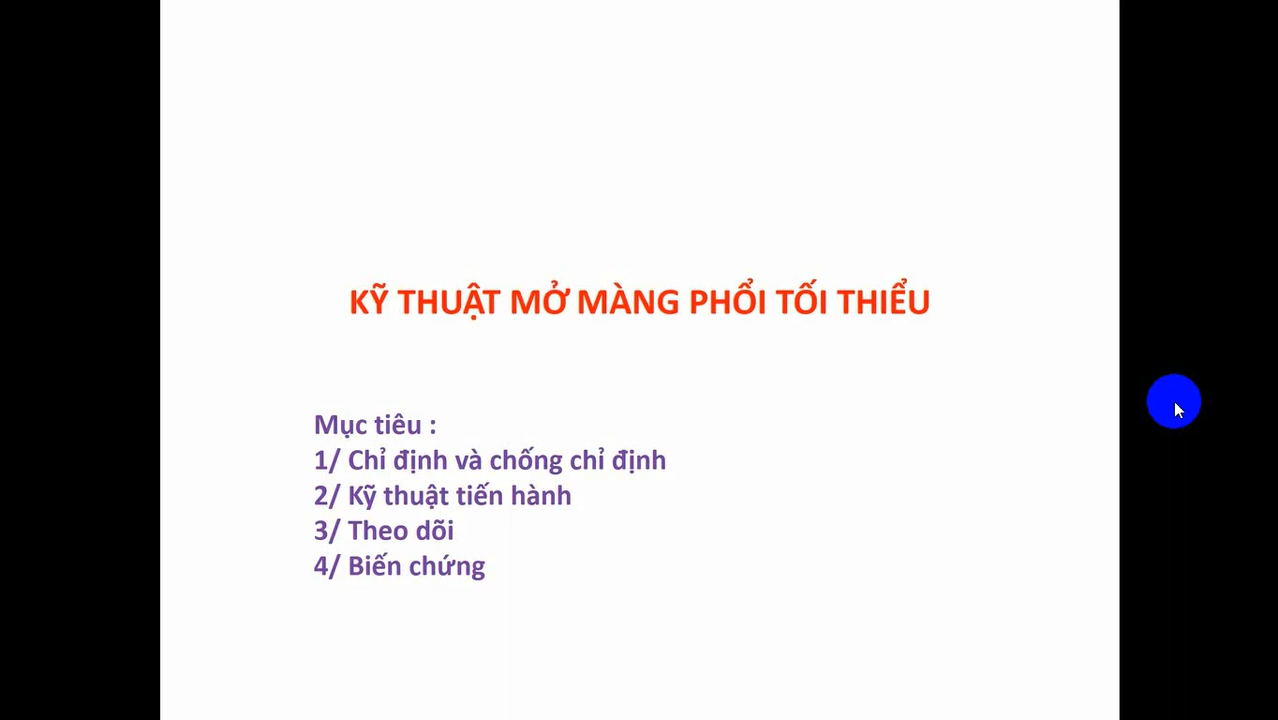 KỸ THUẬT MỞ MÀNG PHỔI TỐI THIỂU
Mục tiêu :
1/ Chỉ định và chống chỉ định
2/ Kỹ thuật tiến hành
3/ Theo dõi
4/ Biến chứng